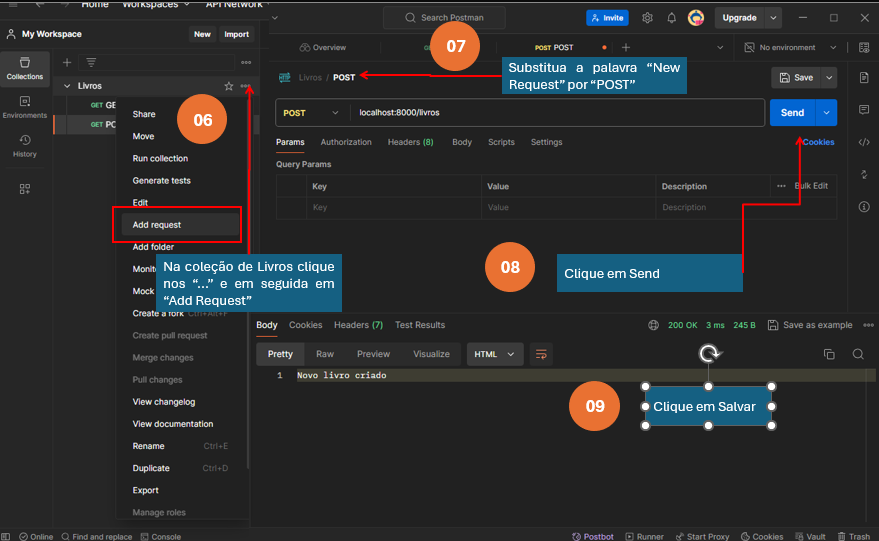 Home Workspaces API Network
My Workspace New Import
Search Postman
Invite Upgrade
Overview
POST POST
No environment
07
Collections
Environments
History
Livros
GET
GET
06
Share
Move
Run collection
Generate tests
Edit
Add request
Add folder
Mock
Create a fork Ctrl+Alt+F
Create pull request
Merge changes
Pull changes
View changelog
View documentation
Rename Ctrl+E
Duplicate Ctrl+D
Export
Manage roles
Na coleção de Livros clique
nos “...” e em seguida em
“Add Request”
Livros / POST
Substitua a palavra “New
Request” por “POST”
Save
POST localhost:8000/livros
Send
Params Authorization Headers (8) Body Scripts Settings Cookies
Query Params
Key Value Description ... Bulk Edit
Key Value Description
08
Clique em Send
Body Cookies Headers (7) Test Results
200 OK 3 ms 245 B Save as example
Pretty Raw Preview Visualize HTML
1 Novo livro criado
09
Clique em Salvar
Online Find and replace Console
Postbot Runner Start Proxy Cookies Vault Trash